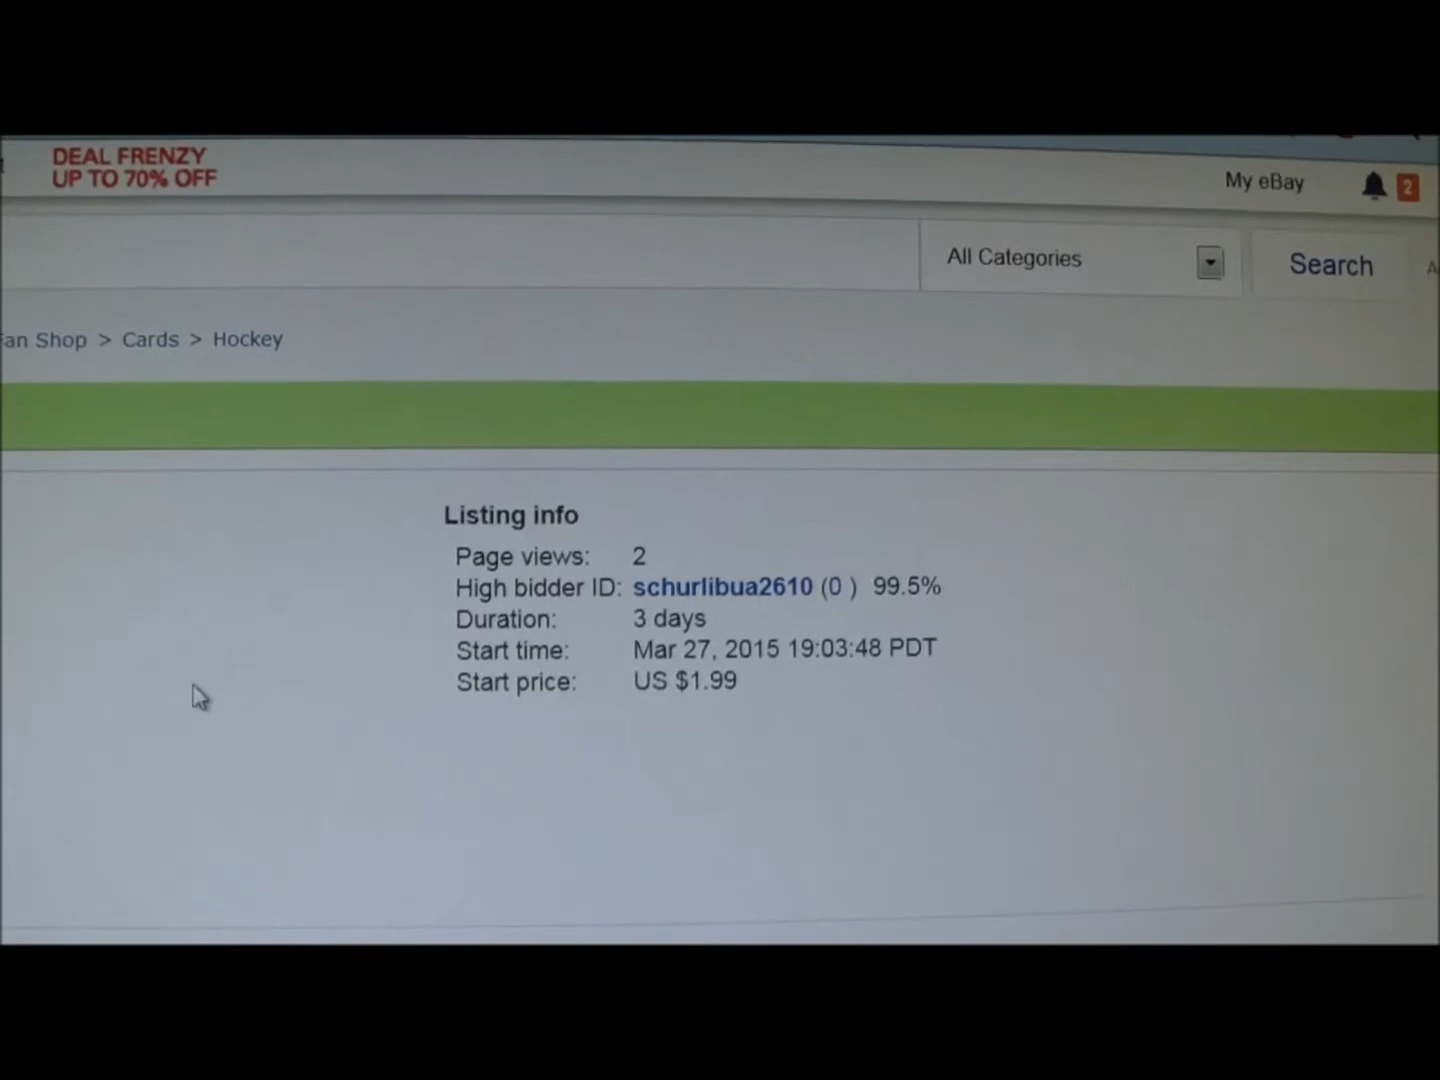 DEAL FRENZY
UP TO 70% OFF
My eBay
2
All Categories
Search
Fan Shop > Cards > Hockey
Listing info
Page views: 2
High bidder ID: schurlibua2610 (0 ) 99.5%
Duration: 3 days
Start time: Mar 27, 2015 19:03:48 PDT
Start price: US $1.99